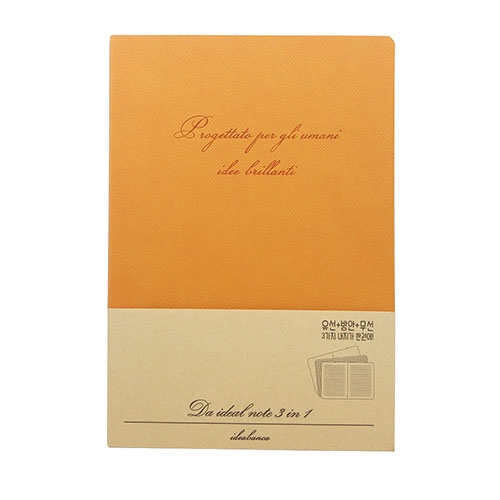 Progettato per gli umani
idee brillanti
유선+방안+무선
3가지 내지가 한권에!
Da ideal note 3 in 1
ideabanca